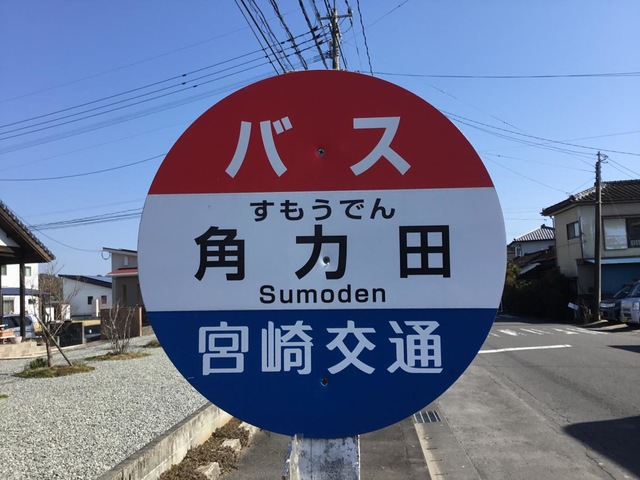 バス
すもうでん
角力田
Sumoden
宮崎交通